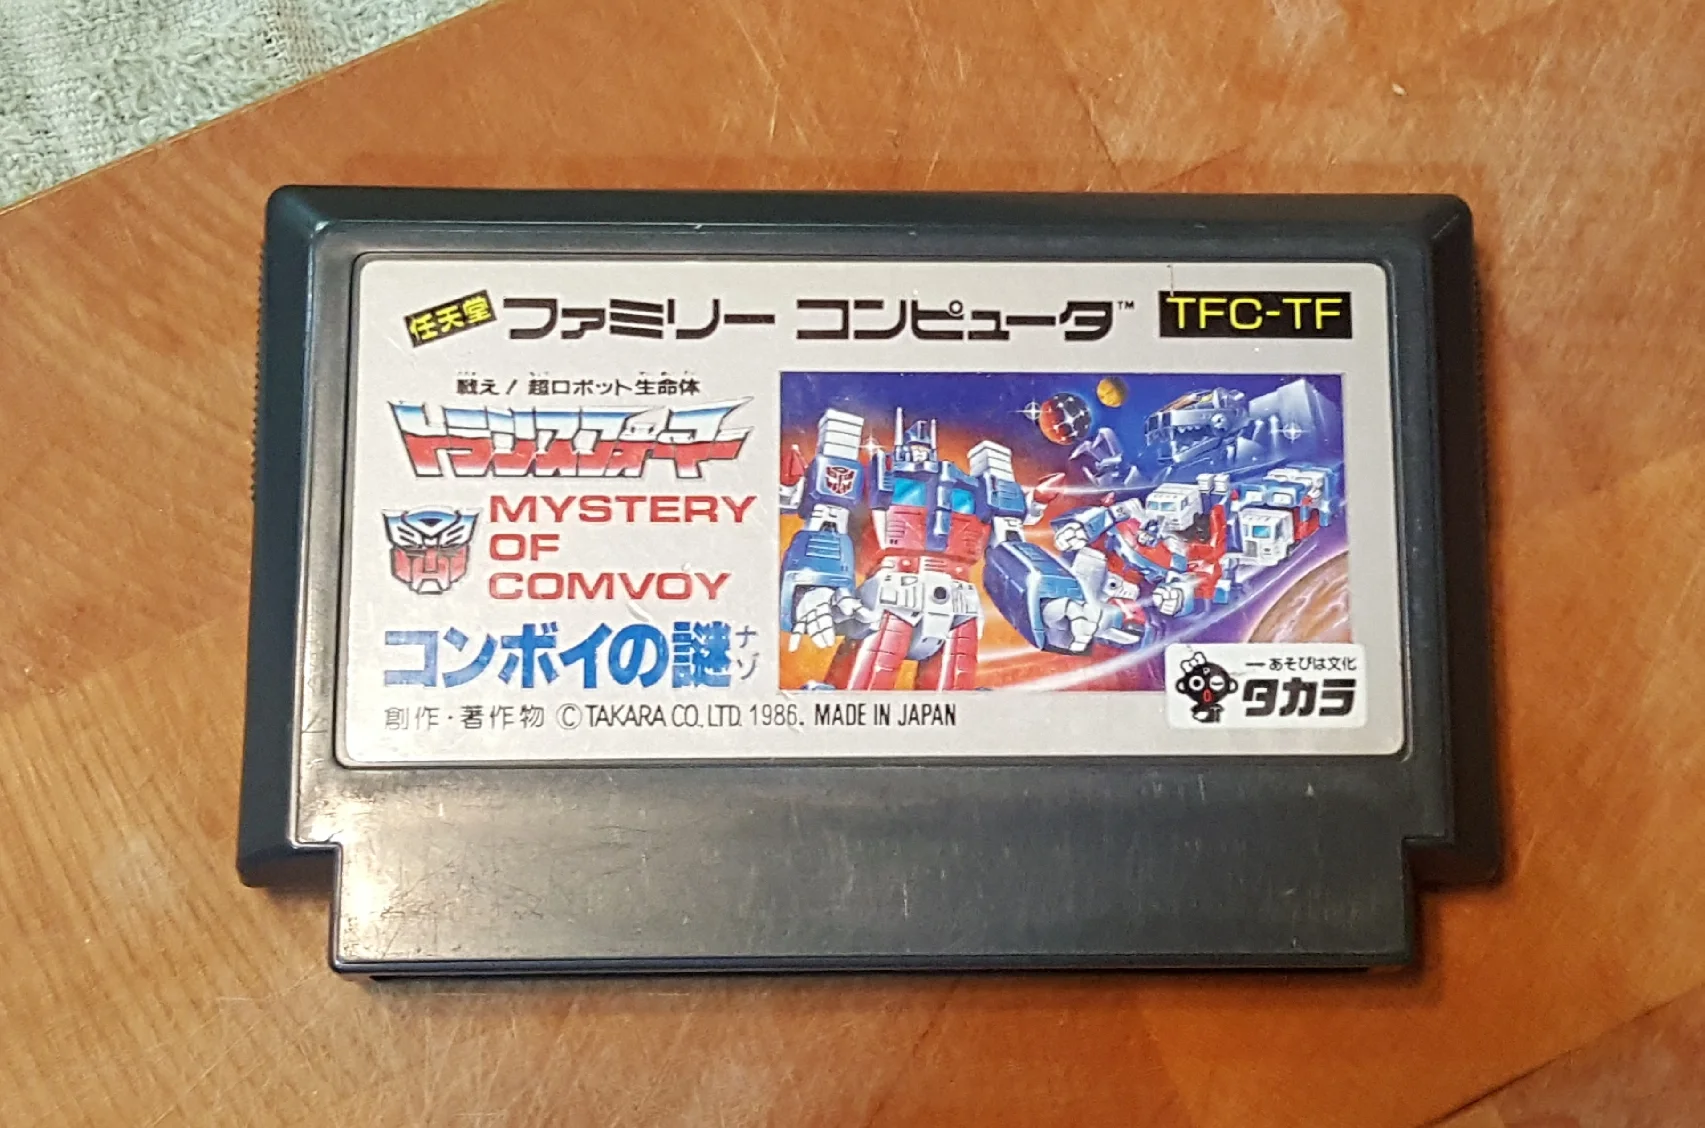 任天堂 ファミリー コンピュータ™ TFC-TF
戦え!超ロボット生命体
トランスフォーマー
MYSTERY
OF
COMVOY
コンボイの謎 ナゾ
創作・著作物 © TAKARA CO.,LTD. 1986. MADE IN JAPAN
あそびは文化
タカラ